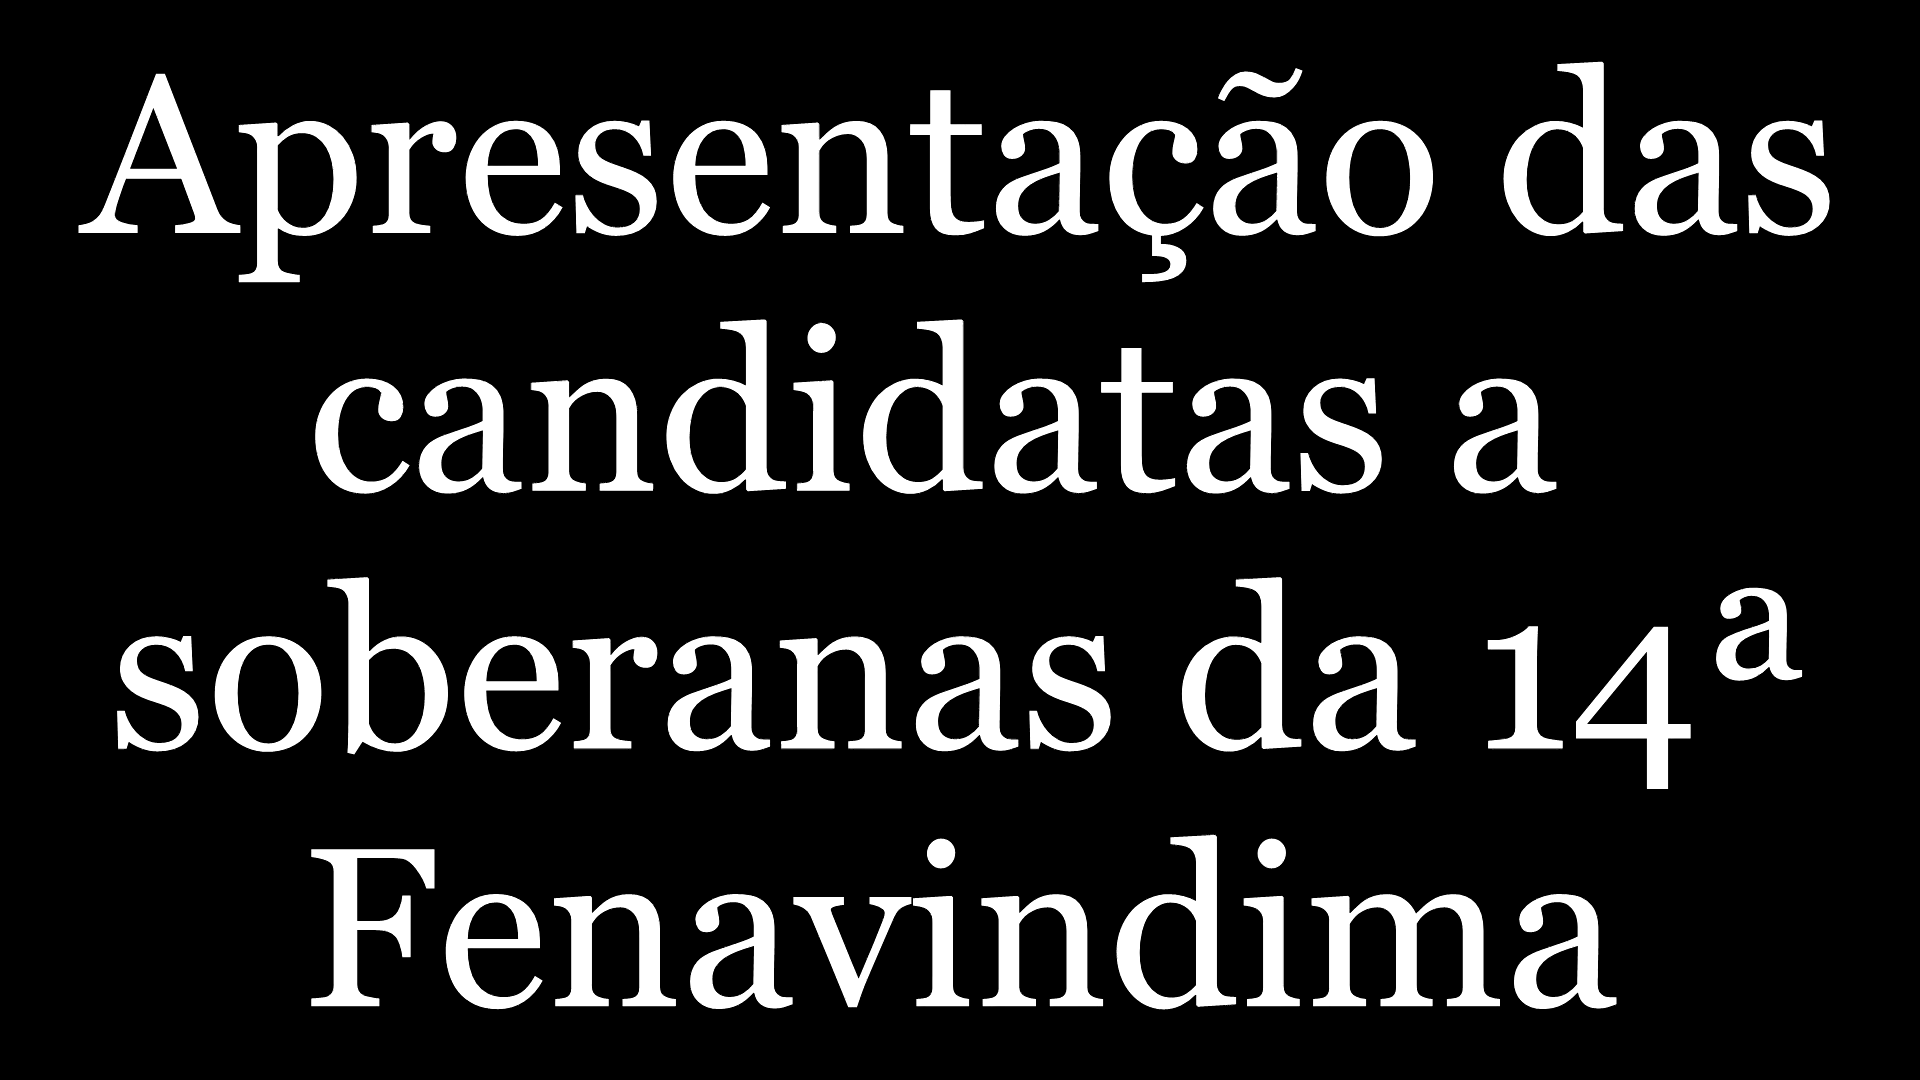 Apresentação das
candidatas a
soberanas da 14ª
Fenavindima